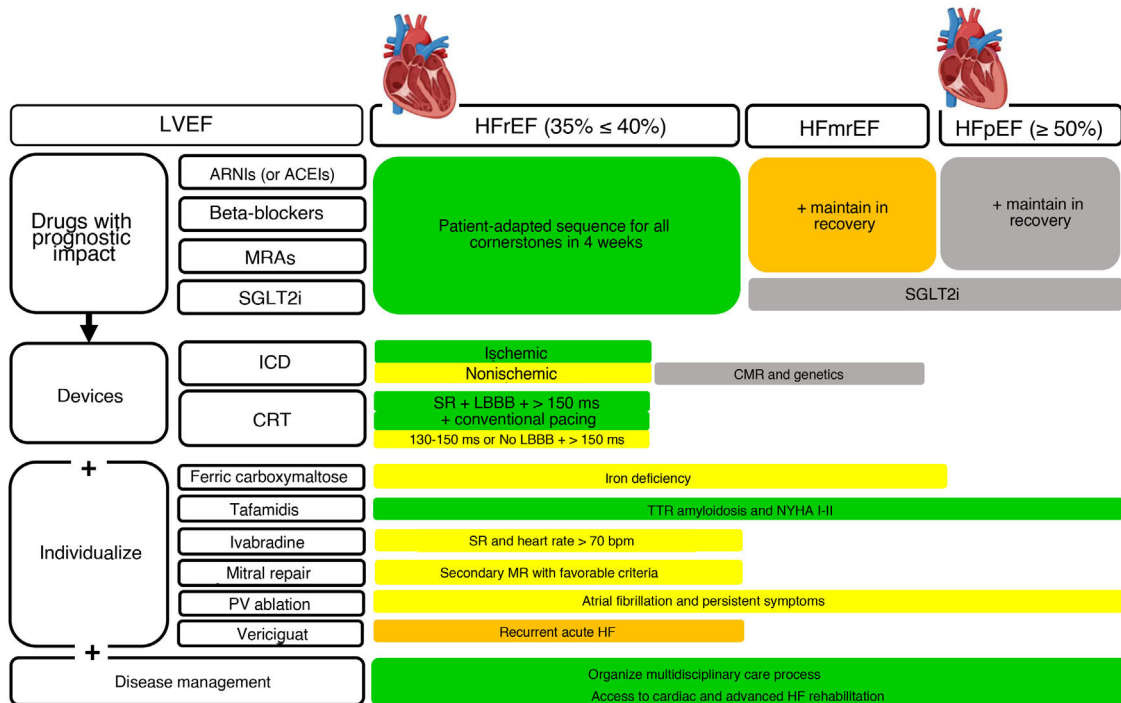 LVEF
HFrEF (35% ≤ 40%)
HFmrEF
HFpEF (≥ 50%)
Drugs with
prognostic
impact
ARNIs (or ACEIs)
Beta-blockers
MRAs
SGLT2i
Patient-adapted sequence for all
cornerstones in 4 weeks
+ maintain in
recovery
+ maintain in
recovery
SGLT2i
Devices
ICD
Ischemic
Nonischemic
CMR and genetics
CRT
SR + LBBB + > 150 ms
+ conventional pacing
130-150 ms or No LBBB + > 150 ms
+
Individualize
Ferric carboxymaltose
Iron deficiency
Tafamidis
TTR amyloidosis and NYHA I-II
Ivabradine
SR and heart rate > 70 bpm
Mitral repair
Secondary MR with favorable criteria
PV ablation
Atrial fibrillation and persistent symptoms
Vericiguat
Recurrent acute HF
+
Disease management
Organize multidisciplinary care process
Access to cardiac and advanced HF rehabilitation